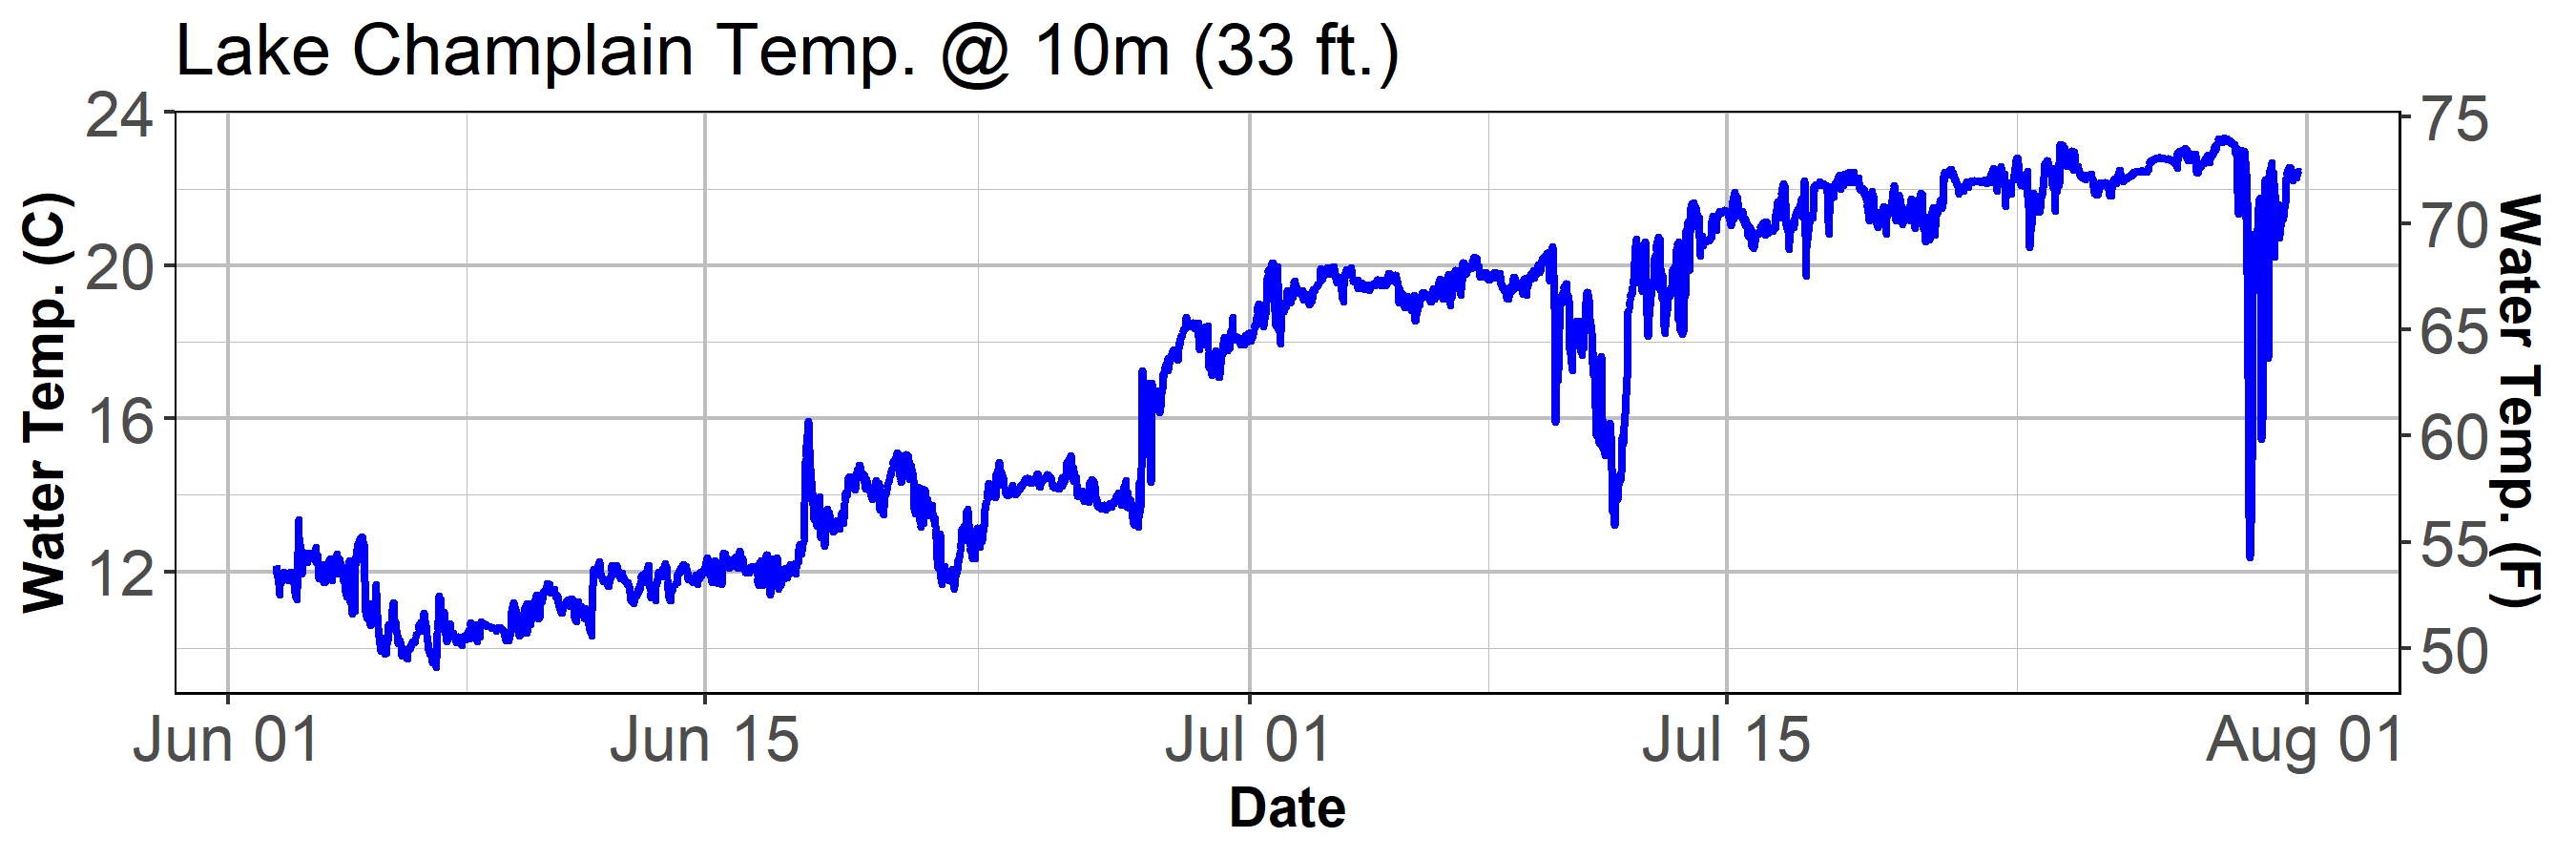 Lake Champlain Temp. @ 10m (33 ft.)
Water Temp. (C)
24
20
16
12
75
70
65
60
55
50
Water Temp. (F)
Jun 01
Jun 15
Jul 01
Jul 15
Aug 01
Date